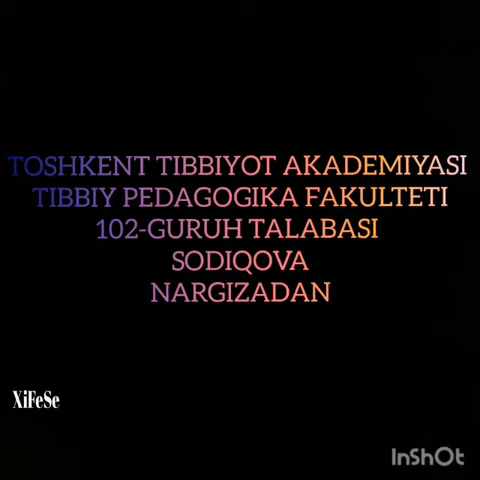 TOSHKENT TIBBIYOT AKADEMIYASI
TIBBIY PEDAGOGIKA FAKULTETI
102-GURUH TALABASI
SODIQOVA
NARGIZADAN
XiFeSe
InShOt